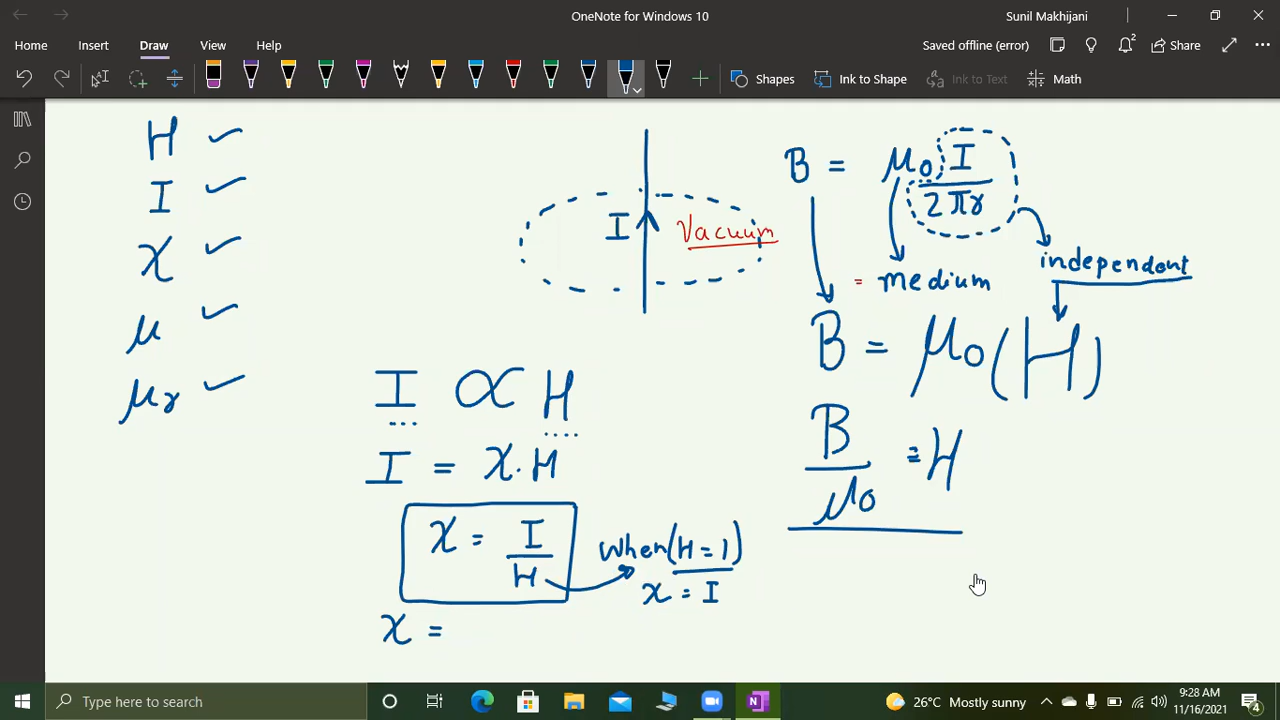 OneNote for Windows 10
Sunil Makhijani
Home Insert Draw View Help
Saved offline (error)
Share
Shapes
Ink to Shape
Ink to Text
Math
H ✓
I ✓
χ ✓
μ ✓
μr ✓
I
Vacuum
B = μ0 I / 2πr
independent
= medium
B = μ0 (H)
B / μ0 = H
I ∝ H
I = χ. H
χ = I / H
when (H = 1)
χ = I
χ =
Type here to search
26°C Mostly sunny
9:28 AM
11/16/2021
4